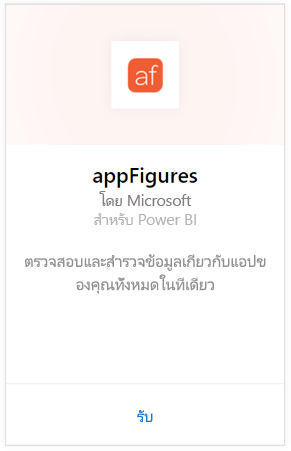 af
appFigures
โดย Microsoft
สำหรับ Power BI
ตรวจสอบและสำรวจข้อมูลเกี่ยวกับแอปข
องคุณทั้งหมดในที่เดียว
รับ